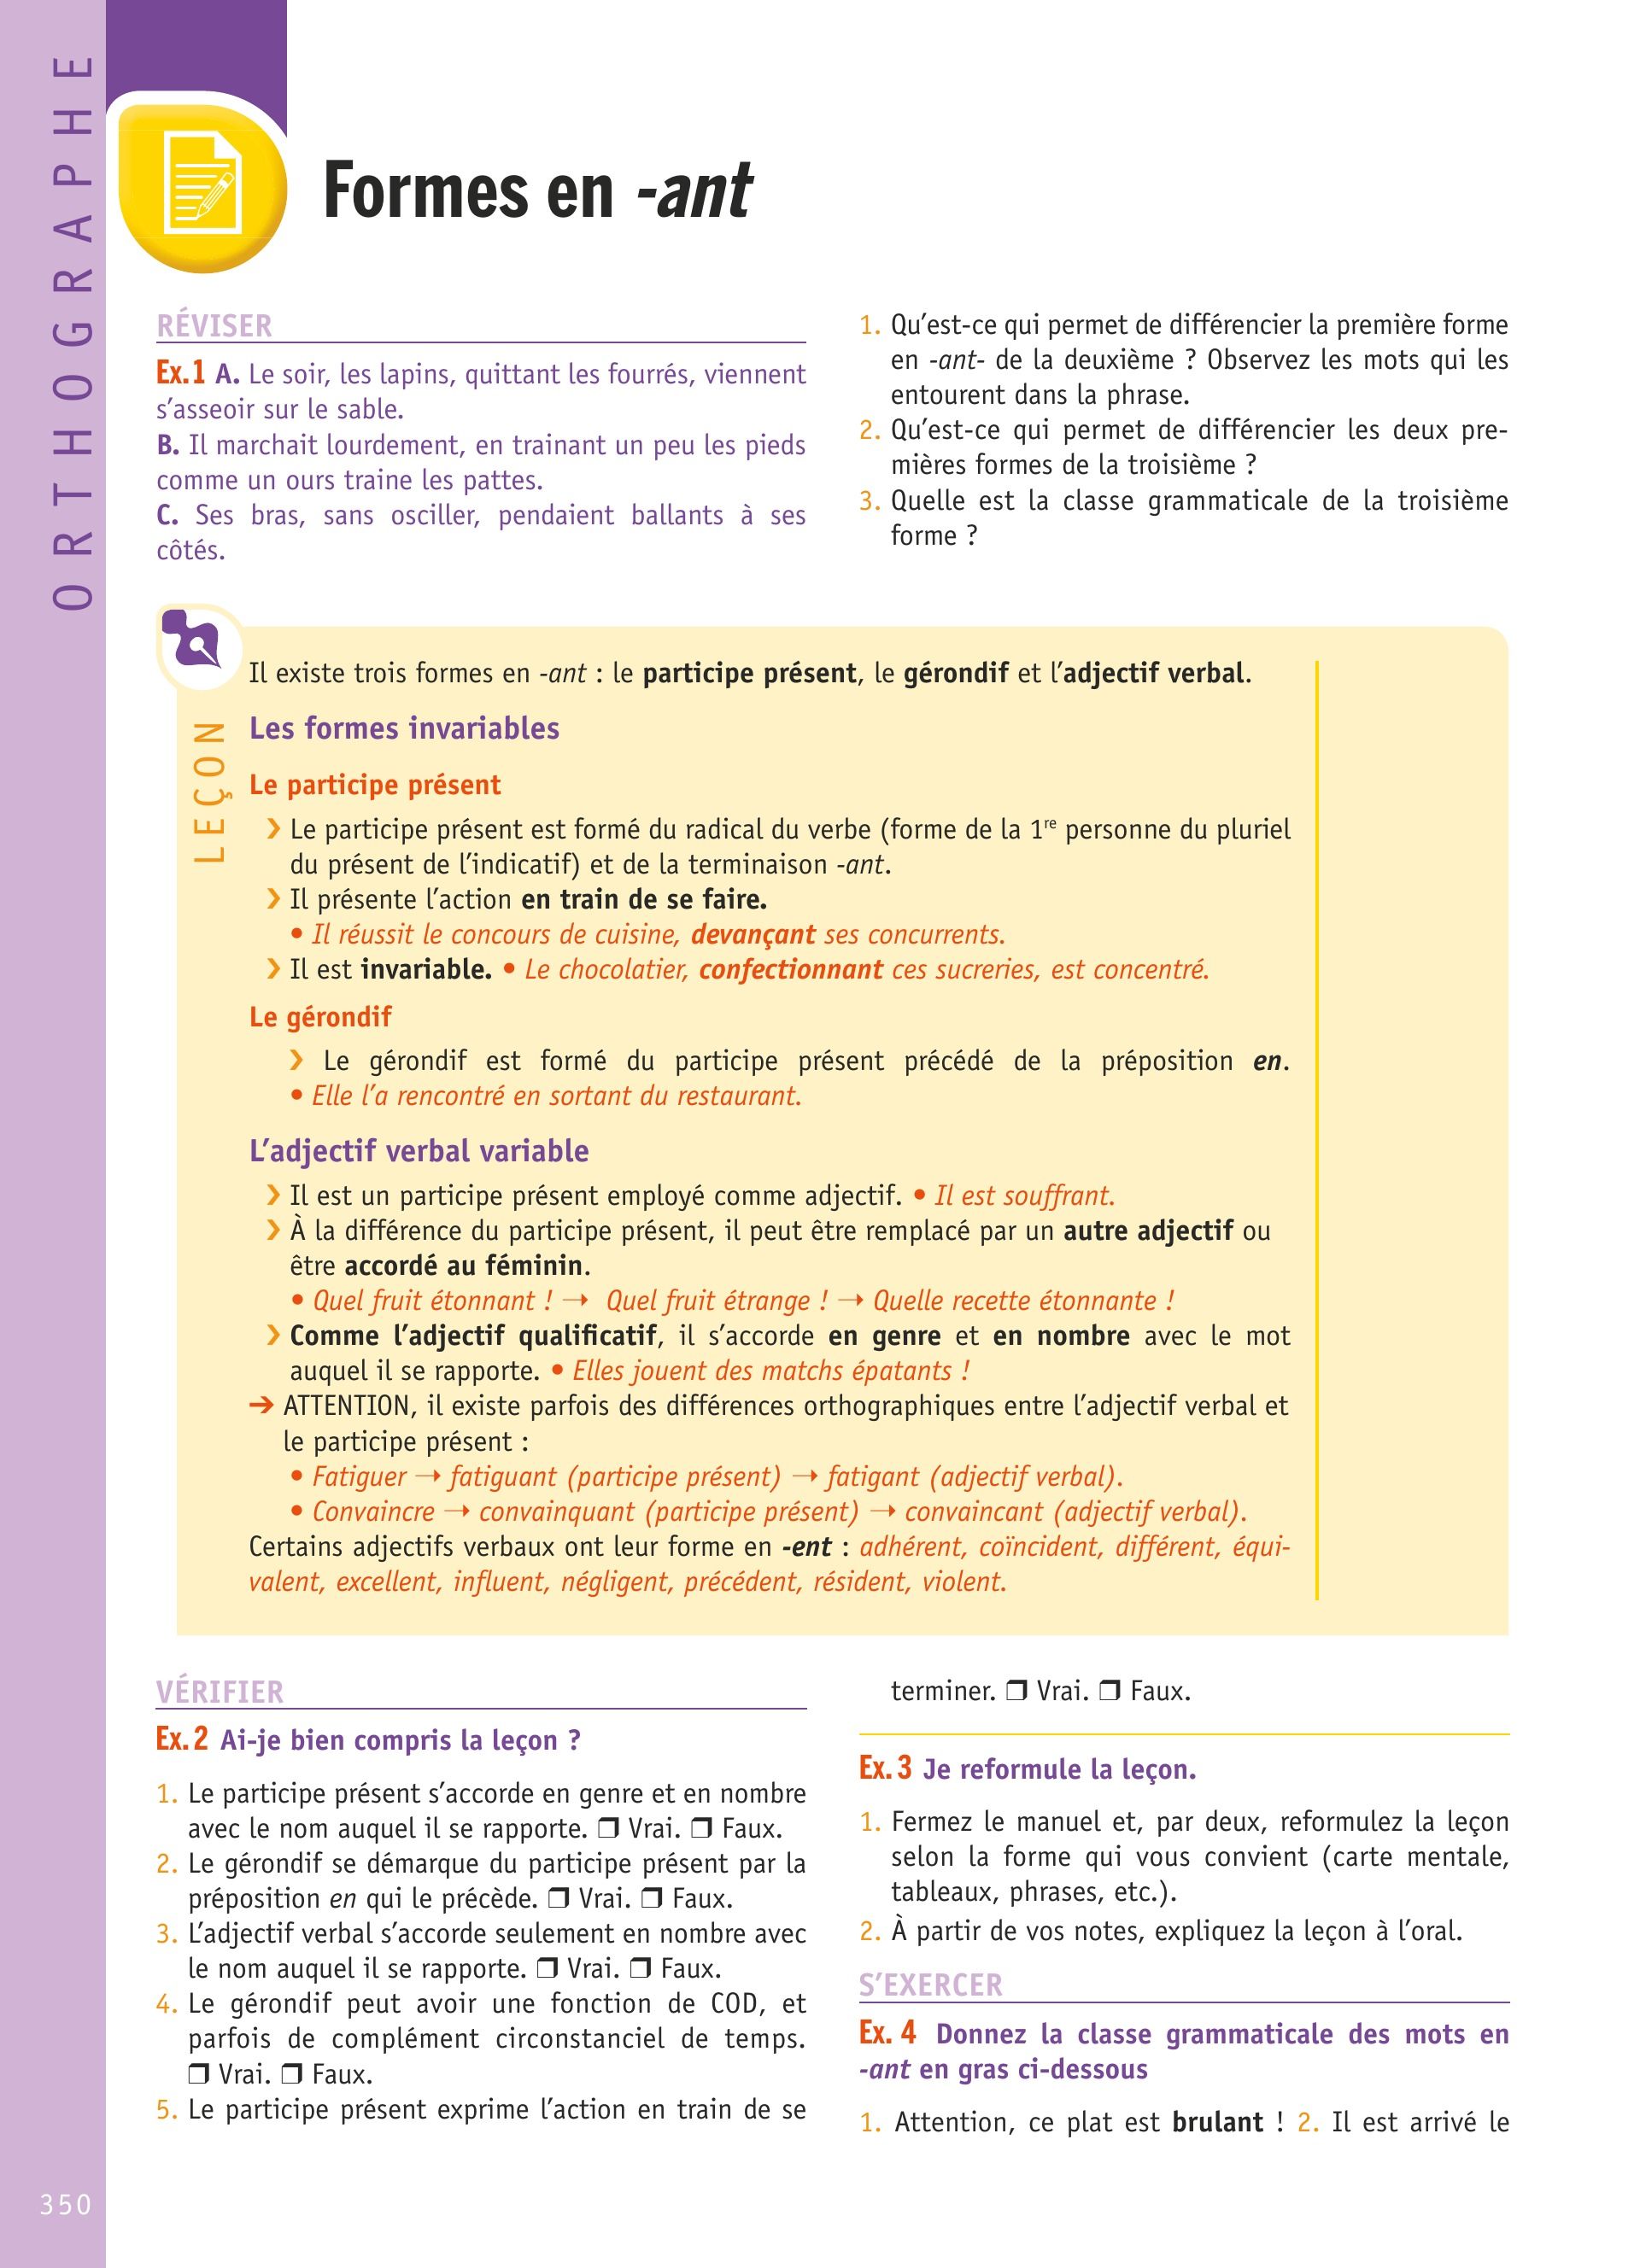 ORTHOGRAPHE
Formes en -ant
RÉVISER
Ex.1 A. Le soir, les lapins, quittant les fourrés, viennent
s'asseoir sur le sable.
B. Il marchait lourdement, en trainant un peu les pieds
comme un ours traine les pattes.
C. Ses bras, sans osciller, pendaient ballants à ses
côtés.
1. Qu'est-ce qui permet de différencier la première forme
en -ant- de la deuxième ? Observez les mots qui les
entourent dans la phrase.
2. Qu'est-ce qui permet de différencier les deux pre-
mières formes de la troisième ?
3. Quelle est la classe grammaticale de la troisième
forme ?
LEÇON
Il existe trois formes en -ant : le participe présent, le gérondif et l'adjectif verbal.
Les formes invariables
Le participe présent
❯ Le participe présent est formé du radical du verbe (forme de la 1re personne du pluriel
du présent de l'indicatif) et de la terminaison -ant.
❯ Il présente l'action en train de se faire.
• Il réussit le concours de cuisine, devançant ses concurrents.
❯ Il est invariable. • Le chocolatier, confectionnant ces sucreries, est concentré.
Le gérondif
❯ Le gérondif est formé du participe présent précédé de la préposition en.
• Elle l'a rencontré en sortant du restaurant.
L'adjectif verbal variable
❯ Il est un participe présent employé comme adjectif. • Il est souffrant.
❯ À la différence du participe présent, il peut être remplacé par un autre adjectif ou
être accordé au féminin.
• Quel fruit étonnant ! → Quel fruit étrange ! → Quelle recette étonnante !
❯ Comme l'adjectif qualificatif, il s'accorde en genre et en nombre avec le mot
auquel il se rapporte. • Elles jouent des matchs épatants !
➔ ATTENTION, il existe parfois des différences orthographiques entre l'adjectif verbal et
le participe présent :
• Fatiguer → fatiguant (participe présent) → fatigant (adjectif verbal).
• Convaincre → convainquant (participe présent) → convaincant (adjectif verbal).
Certains adjectifs verbaux ont leur forme en -ent : adhérent, coïncident, différent, équi-
valent, excellent, influent, négligent, précédent, résident, violent.
VÉRIFIER
Ex.2 Ai-je bien compris la leçon ?
1. Le participe présent s'accorde en genre et en nombre
avec le nom auquel il se rapporte. ❒ Vrai. ❒ Faux.
2. Le gérondif se démarque du participe présent par la
préposition en qui le précède. ❒ Vrai. ❒ Faux.
3. L'adjectif verbal s'accorde seulement en nombre avec
le nom auquel il se rapporte. ❒ Vrai. ❒ Faux.
4. Le gérondif peut avoir une fonction de COD, et
parfois de complément circonstanciel de temps.
❒ Vrai. ❒ Faux.
5. Le participe présent exprime l'action en train de se
terminer. ❒ Vrai. ❒ Faux.
Ex.3 Je reformule la leçon.
1. Fermez le manuel et, par deux, reformulez la leçon
selon la forme qui vous convient (carte mentale,
tableaux, phrases, etc.).
2. À partir de vos notes, expliquez la leçon à l'oral.
S'EXERCER
Ex. 4 Donnez la classe grammaticale des mots en
-ant en gras ci-dessous
1. Attention, ce plat est brulant ! 2. Il est arrivé le
350